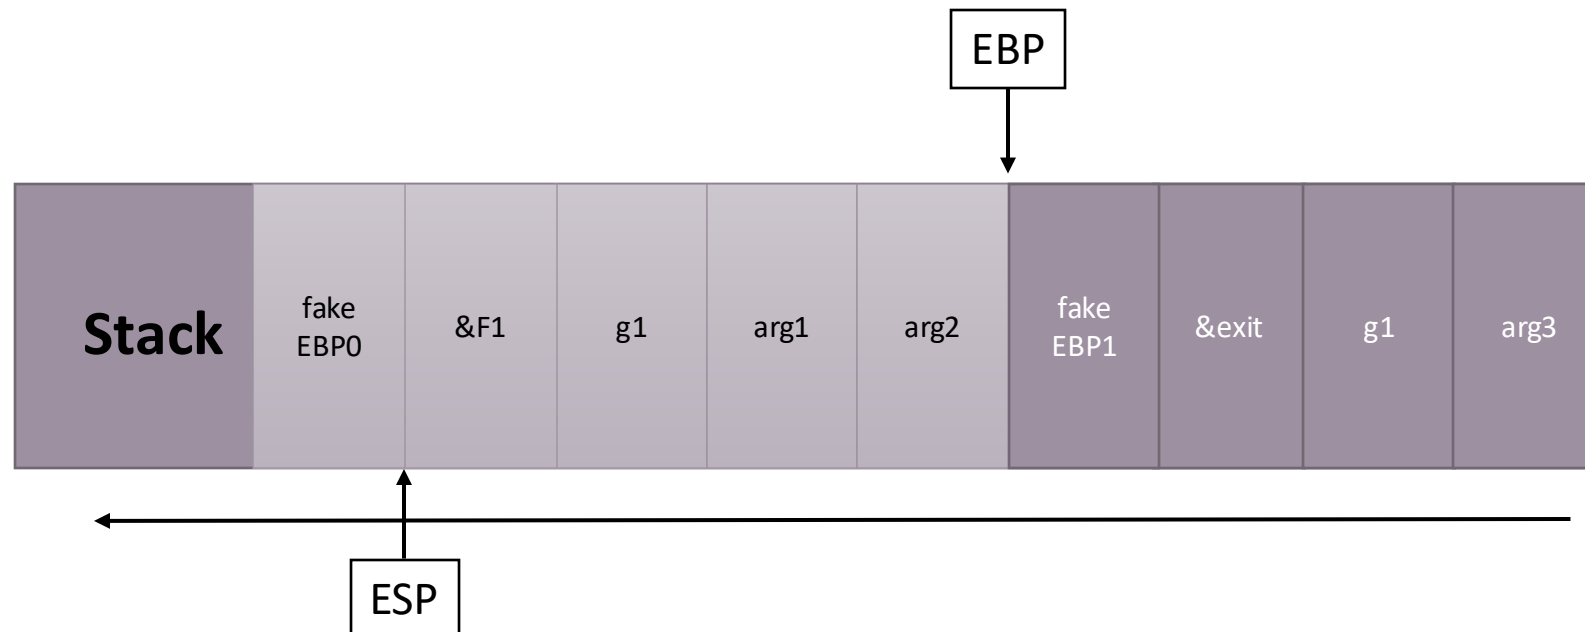 EBP
Stack
fake
EBP0
&F1
g1
arg1
arg2
fake
EBP1
&exit
g1
arg3
ESP